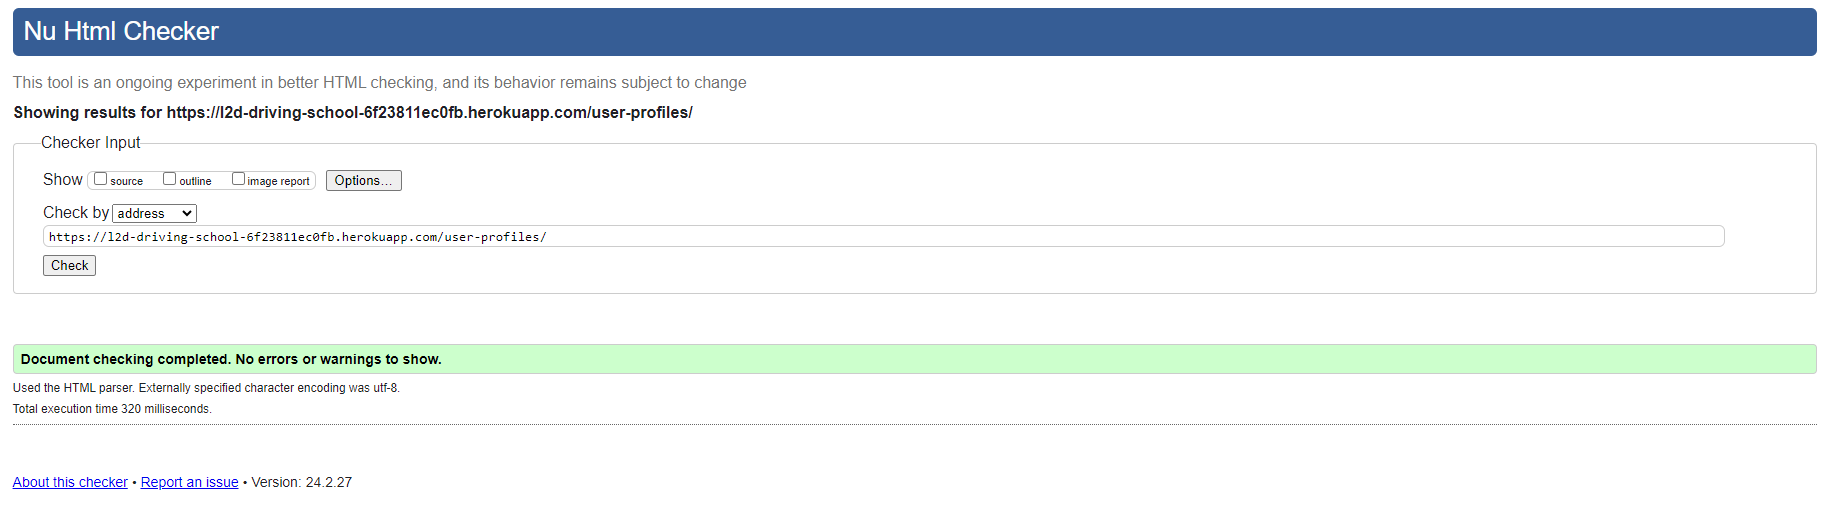 Nu Html Checker
This tool is an ongoing experiment in better HTML checking, and its behavior remains subject to change
Showing results for https://l2d-driving-school-6f23811ec0fb.herokuapp.com/user-profiles/
Checker Input
Show source outline image report Options...
Check by address
https://l2d-driving-school-6f23811ec0fb.herokuapp.com/user-profiles/
Check
Document checking completed. No errors or warnings to show.
Used the HTML parser. Externally specified character encoding was utf-8.
Total execution time 320 milliseconds.
About this checker • Report an issue • Version: 24.2.27